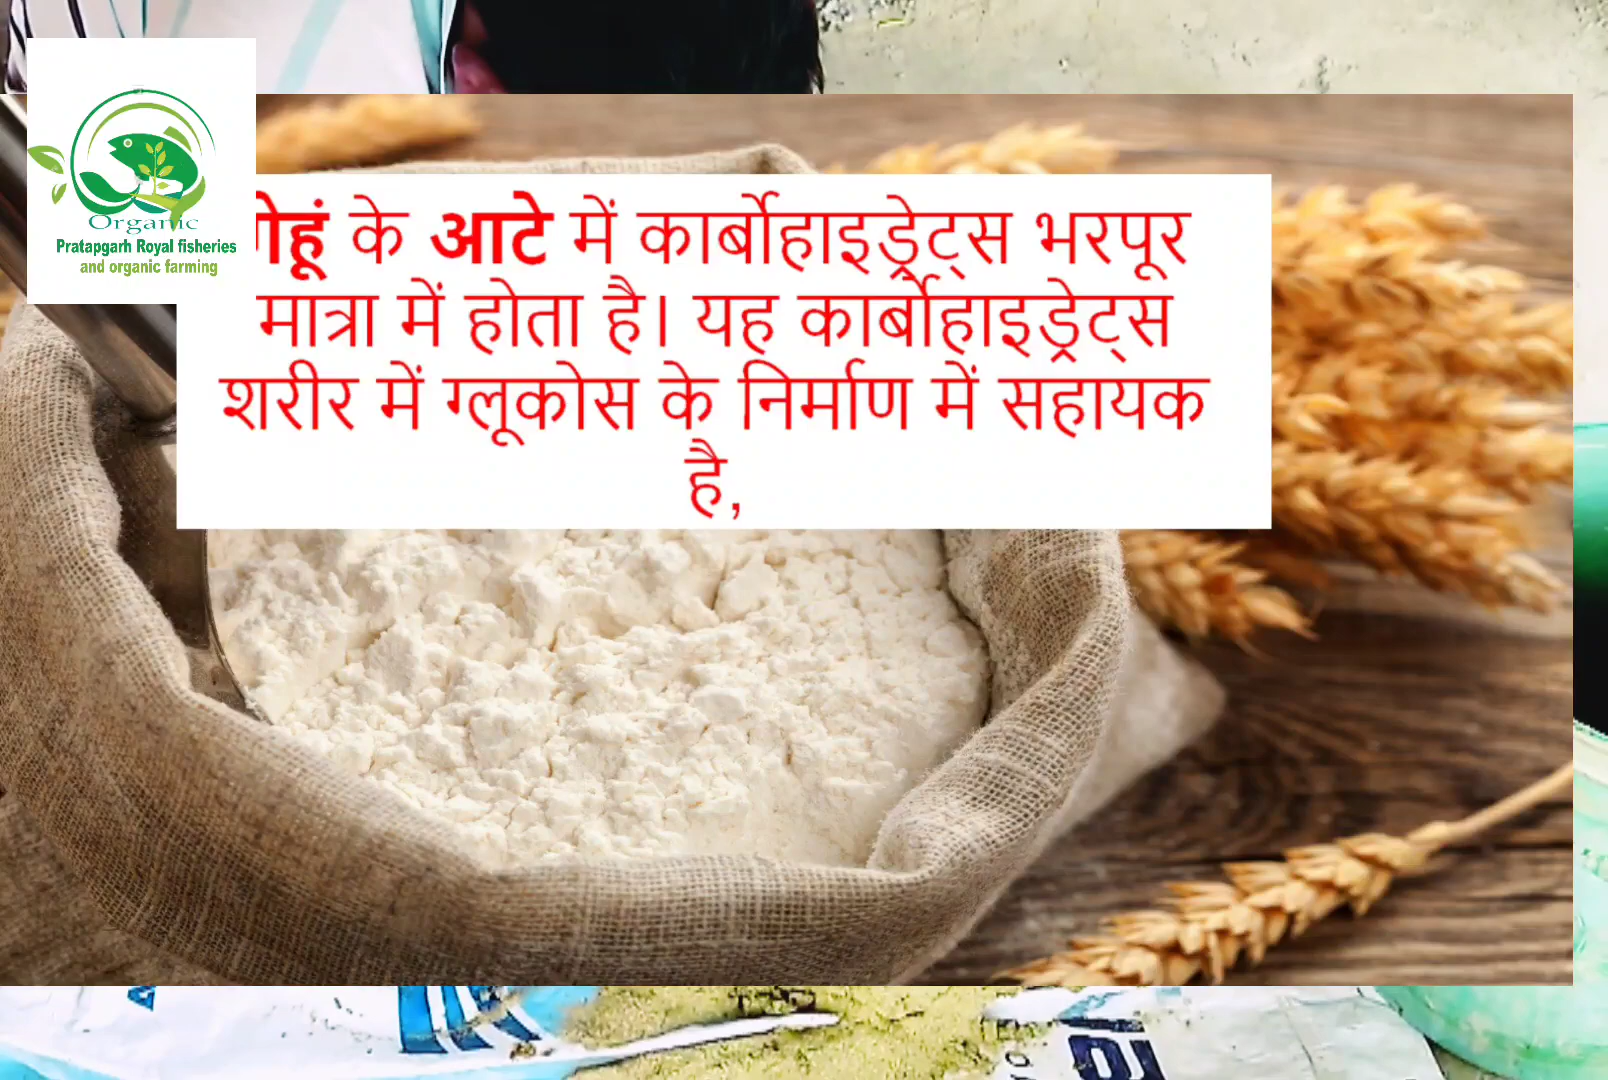 Organic
Pratapgarh Royal fisheries
and organic farming
के आटे में कार्बोहाइड्रेट्स भरपूर
मात्रा में होता है। यह कार्बोहाइड्रेट्स
शरीर में ग्लूकोस के निर्माण में सहायक
है,